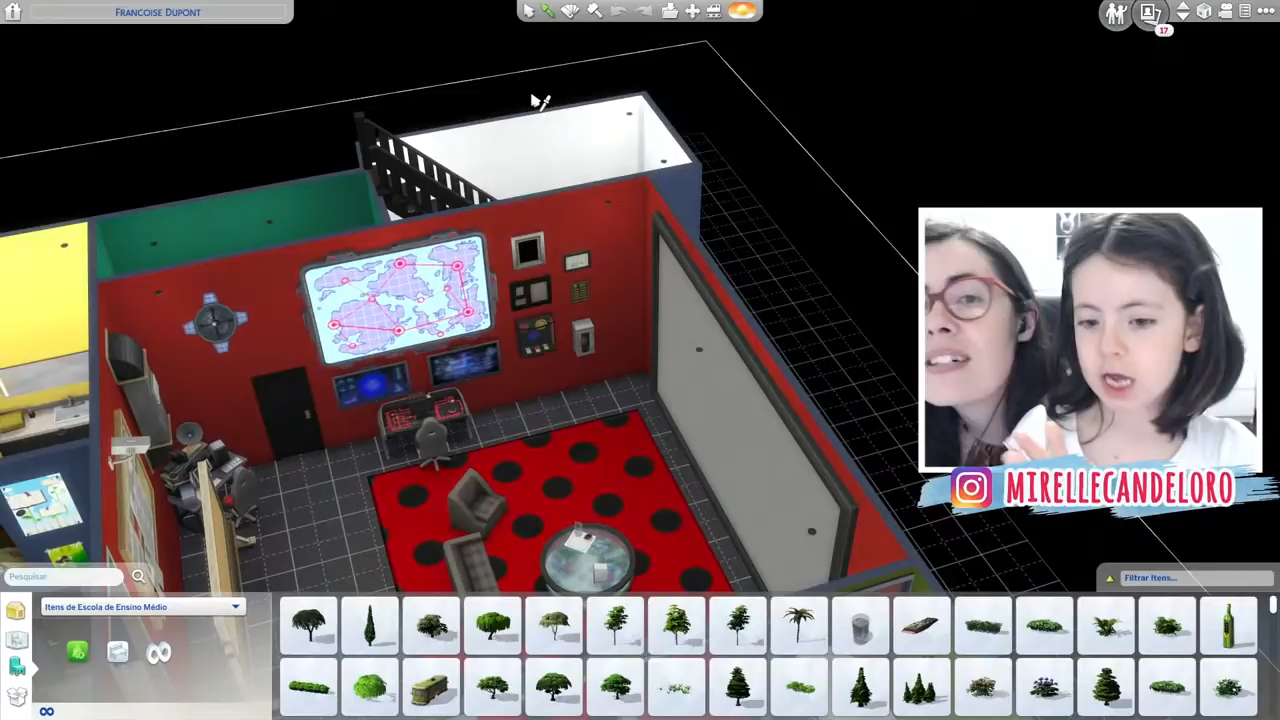 Francoise Dupont
17
MIRELLECANDELORO
Pesquisar
Filtrar Itens...
Itens de Escola de Ensino Médio